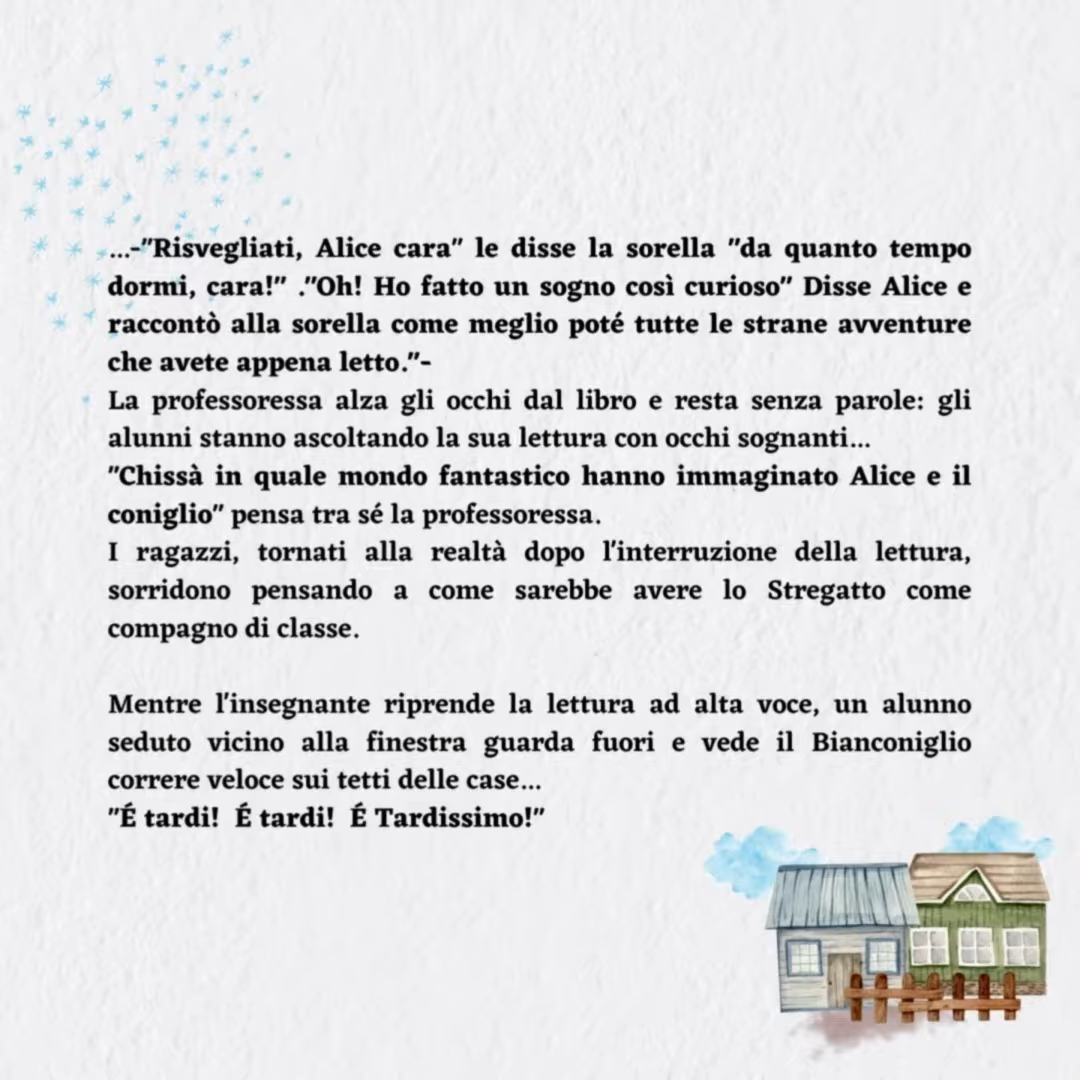 ...-"Risvegliati, Alice cara" le disse la sorella "da quanto tempo
dormi, cara!" ."Oh! Ho fatto un sogno così curioso" Disse Alice e
raccontò alla sorella come meglio poté tutte le strane avventure
che avete appena letto."-
La professoressa alza gli occhi dal libro e resta senza parole: gli
alunni stanno ascoltando la sua lettura con occhi sognanti...
"Chissà in quale mondo fantastico hanno immaginato Alice e il
coniglio" pensa tra sé la professoressa.
I ragazzi, tornati alla realtà dopo l'interruzione della lettura,
sorridono pensando a come sarebbe avere lo Stregatto come
compagno di classe.
Mentre l'insegnante riprende la lettura ad alta voce, un alunno
seduto vicino alla finestra guarda fuori e vede il Bianconiglio
correre veloce sui tetti delle case...
"É tardi! É tardi! É Tardissimo!"